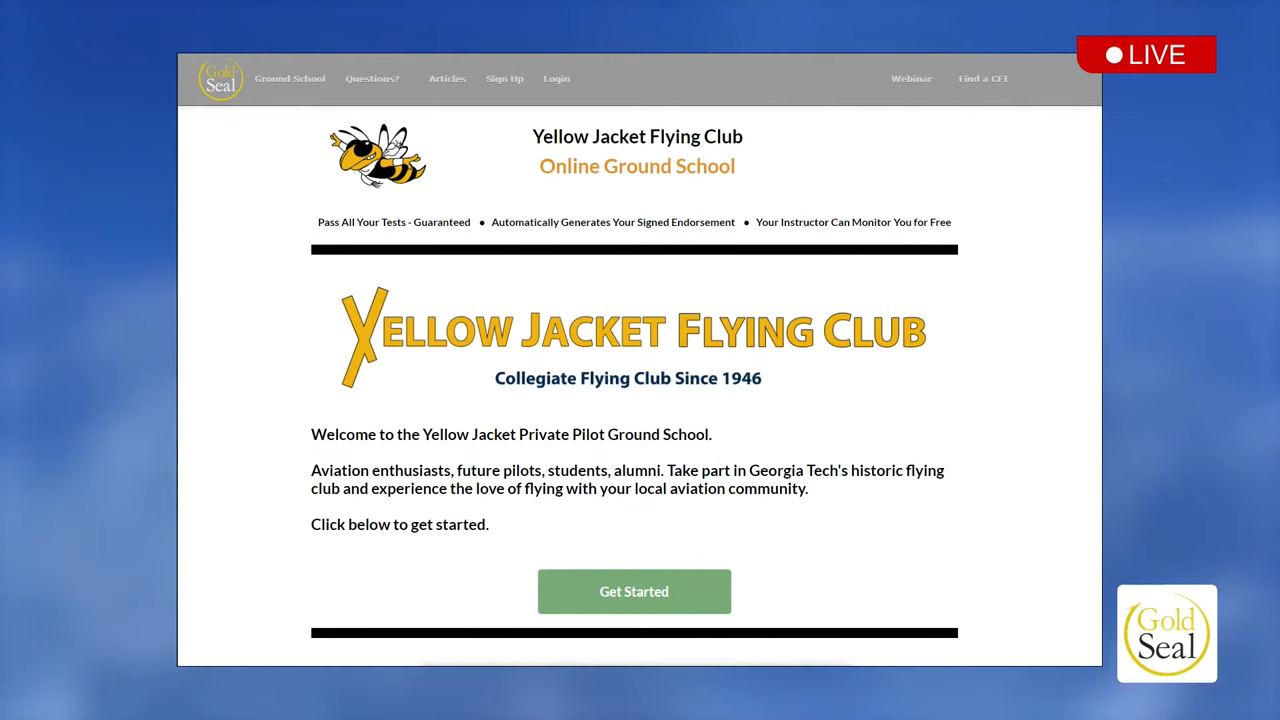 LIVE
Gold
Seal
Ground School
Questions?
Articles
Sign Up
Login
Webinar
Find a CFI
Yellow Jacket Flying Club
Online Ground School
Pass All Your Tests - Guaranteed • Automatically Generates Your Signed Endorsement • Your Instructor Can Monitor You for Free
YELLOW JACKET FLYING CLUB
Collegiate Flying Club Since 1946
Welcome to the Yellow Jacket Private Pilot Ground School.
Aviation enthusiasts, future pilots, students, alumni. Take part in Georgia Tech's historic flying
club and experience the love of flying with your local aviation community.
Click below to get started.
Get Started
Gold
Seal